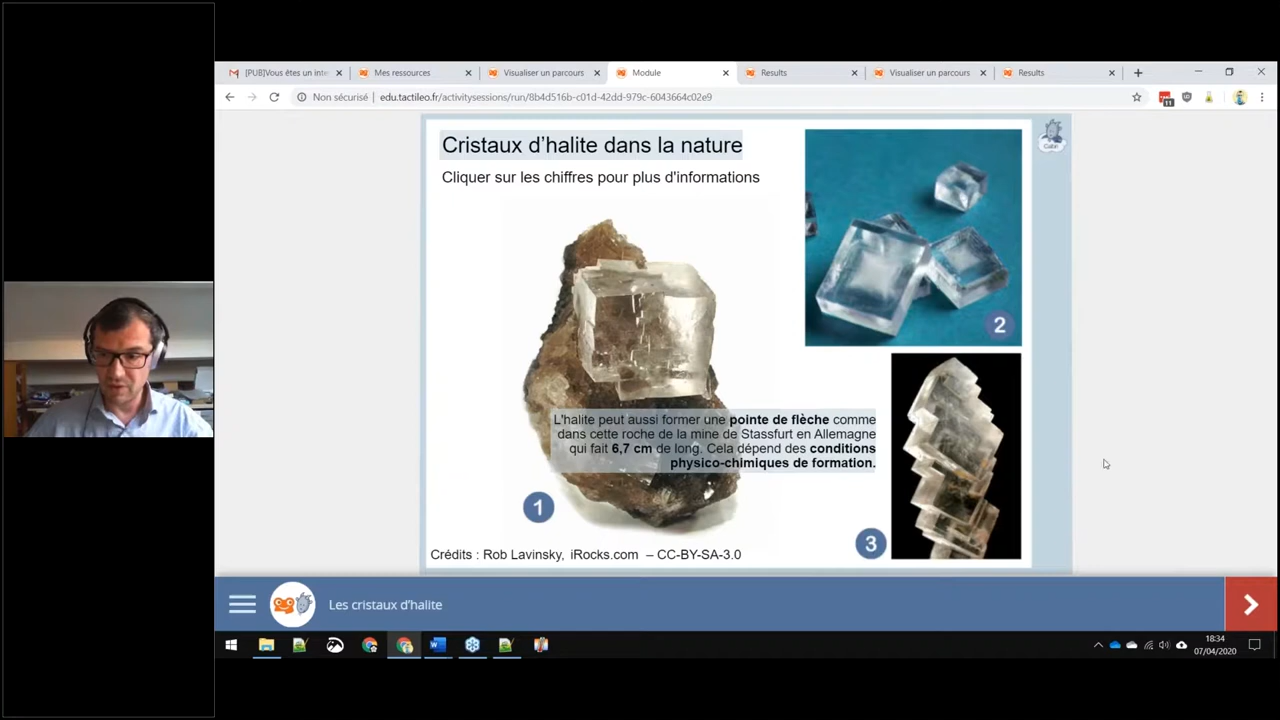 [PUB]Vous êtes un inte
Mes ressources
Visualiser un parcours
Module
Results
Visualiser un parcours
Results
Non sécurisé
edu.tactileo.fr/activitysessions/run/8b4d516b-c01d-42dd-979c-6043664c02e9
11
Cristaux d'halite dans la nature
Cliquer sur les chiffres pour plus d'informations
2
L'halite peut aussi former une pointe de flèche comme
dans cette roche de la mine de Stassfurt en Allemagne
qui fait 6,7 cm de long. Cela dépend des conditions
physico-chimiques de formation.
1
3
Crédits : Rob Lavinsky, iRocks.com – CC-BY-SA-3.0
Les cristaux d'halite
18:34
07/04/2020